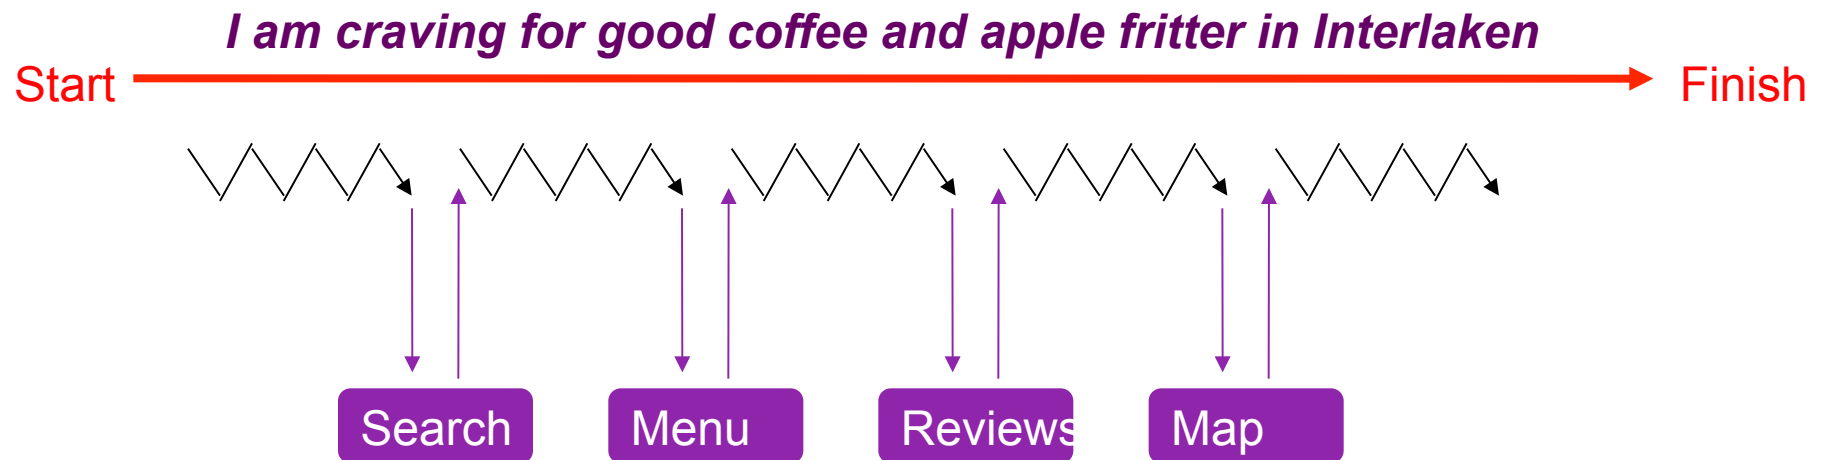 I am craving for good coffee and apple fritter in Interlaken
Start
Finish
Search
Menu
Reviews
Map